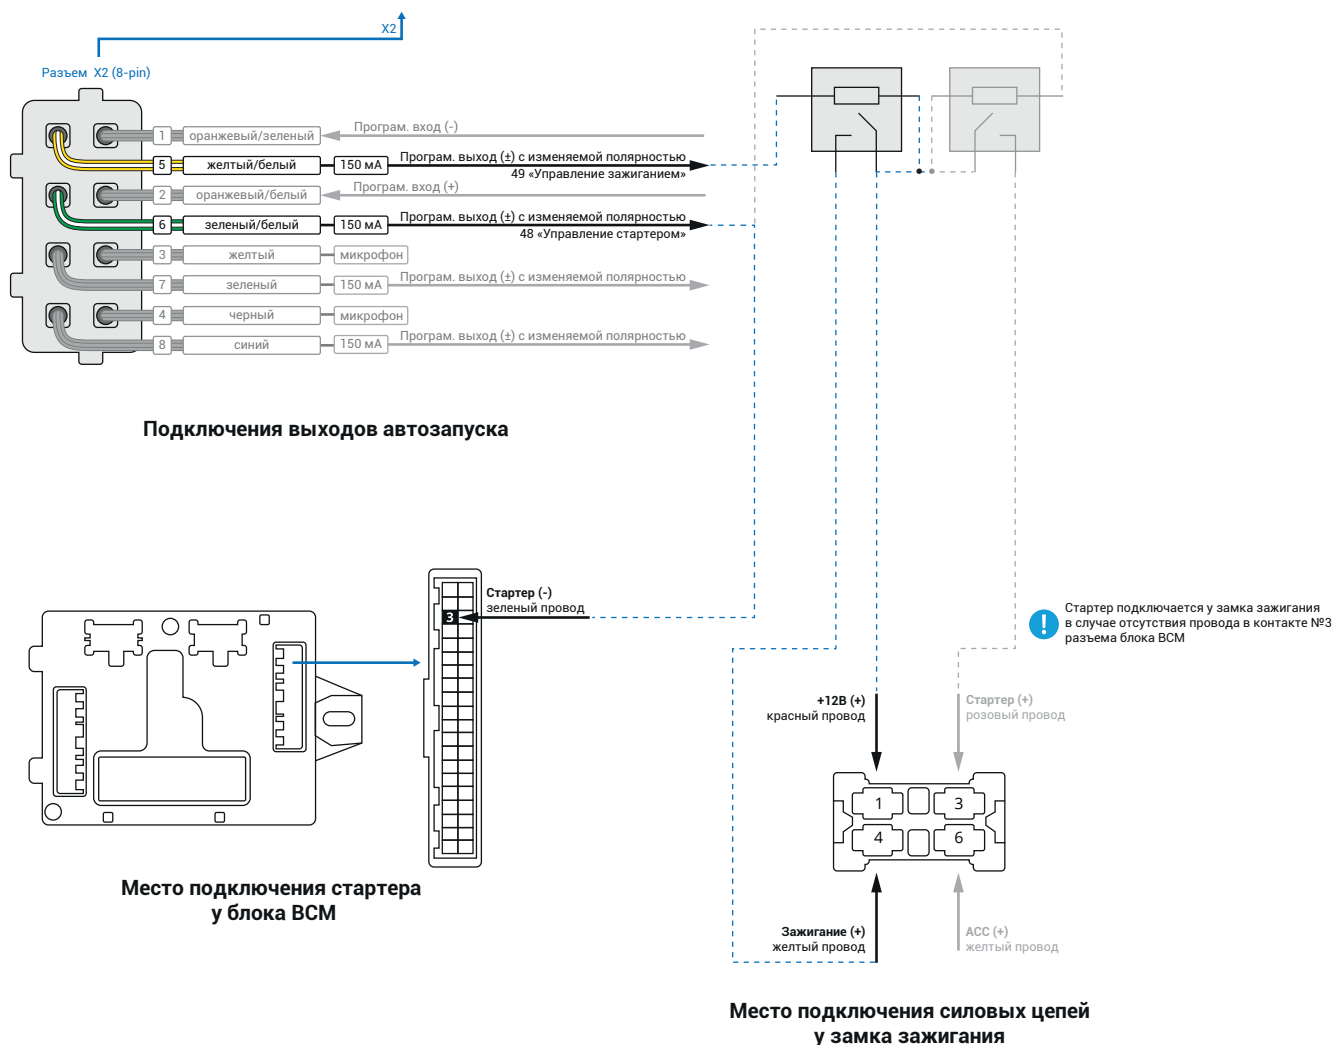 X2
Разъем X2 (8-pin)
1 оранжевый/зеленый Програм. вход (-)
5 желтый/белый 150 мА Програм. выход (±) с изменяемой полярностью
49 «Управление зажиганием»
2 оранжевый/белый Програм. вход (+)
6 зеленый/белый 150 мА Програм. выход (±) с изменяемой полярностью
48 «Управление стартером»
3 желтый микрофон
7 зеленый 150 мА Програм. выход (±) с изменяемой полярностью
4 черный микрофон
8 синий 150 мА Програм. выход (±) с изменяемой полярностью
Подключения выходов автозапуска
Стартер (-)
зеленый провод
3
Место подключения стартера
у блока BCM
Стартер подключается у замка зажигания
в случае отсутствия провода в контакте №3
разъема блока BCM
+12В (+)
красный провод
Стартер (+)
розовый провод
1 3
4 6
Зажигание (+)
желтый провод
ACC (+)
желтый провод
Место подключения силовых цепей
у замка зажигания